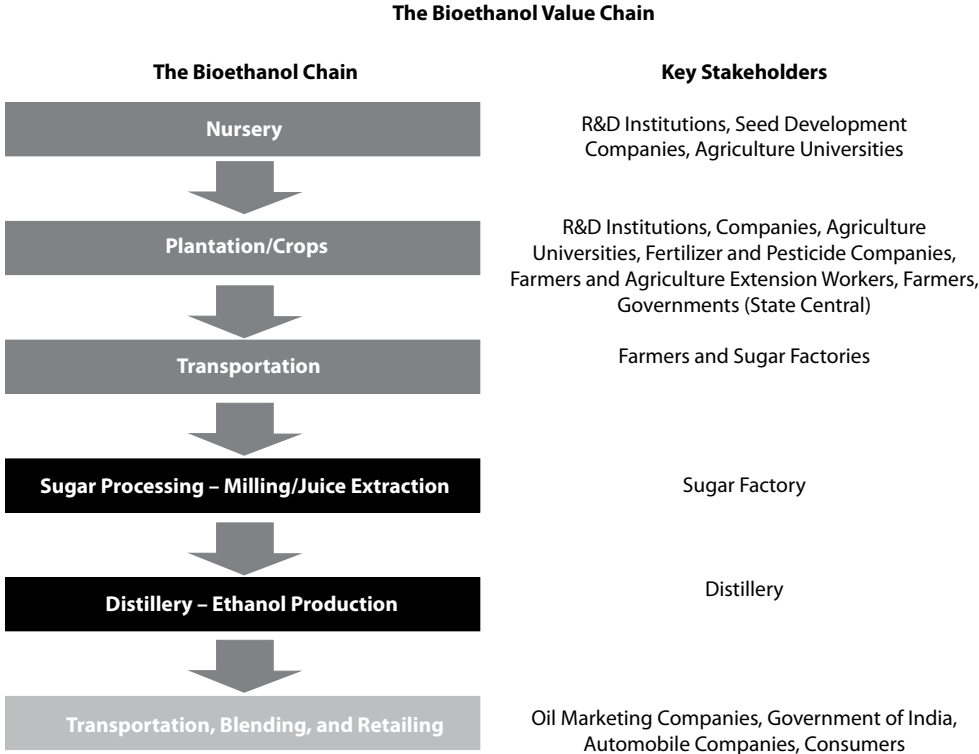 The Bioethanol Value Chain
The Bioethanol Chain
Key Stakeholders
Nursery
R&D Institutions, Seed Development
Companies, Agriculture Universities
Plantation/Crops
R&D Institutions, Companies, Agriculture
Universities, Fertilizer and Pesticide Companies,
Farmers and Agriculture Extension Workers, Farmers,
Governments (State Central)
Transportation
Farmers and Sugar Factories
Sugar Processing – Milling/Juice Extraction
Sugar Factory
Distillery – Ethanol Production
Distillery
Transportation, Blending, and Retailing
Oil Marketing Companies, Government of India,
Automobile Companies, Consumers